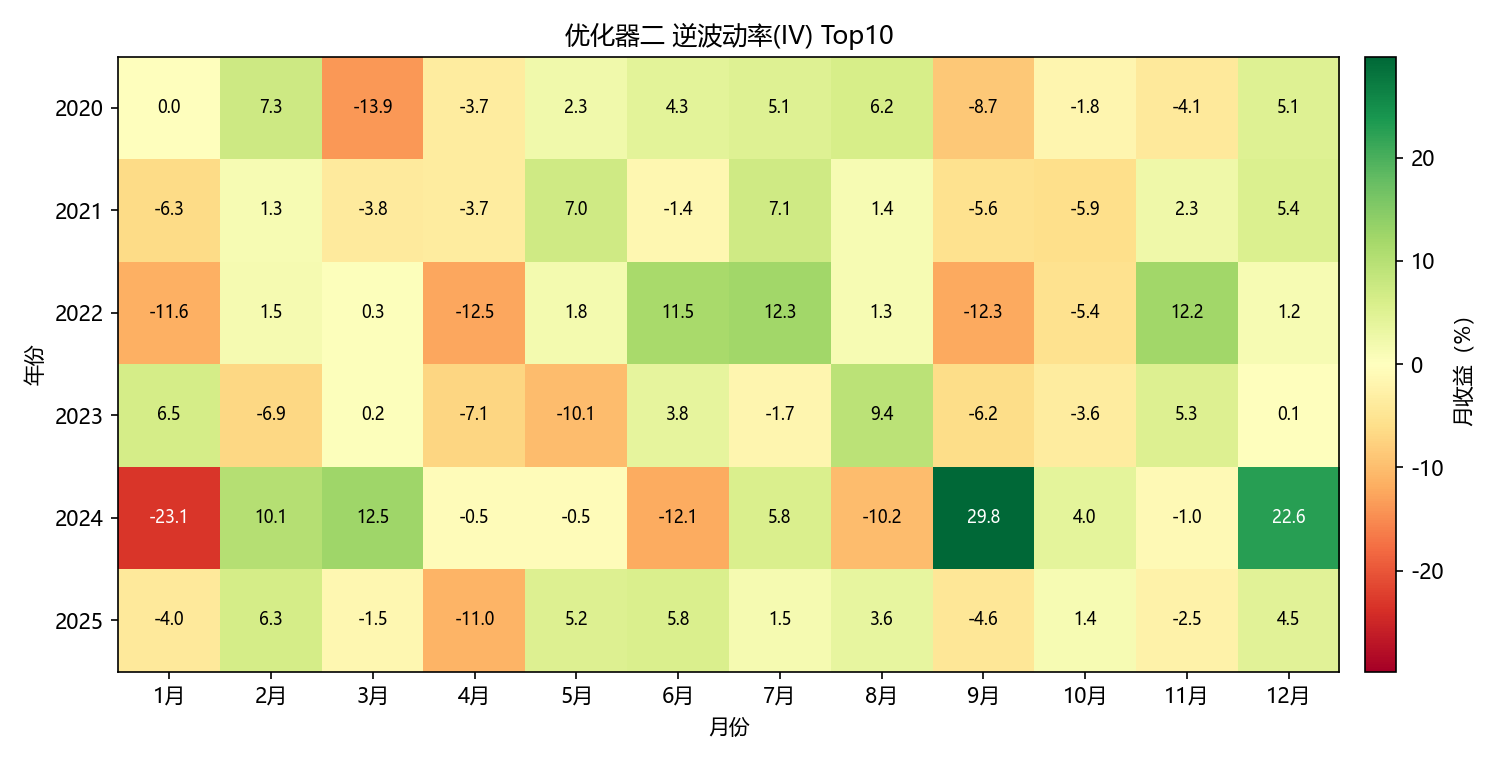 优化器二 逆波动率(IV) Top10
2020 0.0 7.3 -13.9 -3.7 2.3 4.3 5.1 6.2 -8.7 -1.8 -4.1 5.1
2021 -6.3 1.3 -3.8 -3.7 7.0 -1.4 7.1 1.4 -5.6 -5.9 2.3 5.4
2022 -11.6 1.5 0.3 -12.5 1.8 11.5 12.3 1.3 -12.3 -5.4 12.2 1.2
2023 6.5 -6.9 0.2 -7.1 -10.1 3.8 -1.7 9.4 -6.2 -3.6 5.3 0.1
2024 -23.1 10.1 12.5 -0.5 -0.5 -12.1 5.8 -10.2 29.8 4.0 -1.0 22.6
2025 -4.0 6.3 -1.5 -11.0 5.2 5.8 1.5 3.6 -4.6 1.4 -2.5 4.5
1月 2月 3月 4月 5月 6月 7月 8月 9月 10月 11月 12月
月份
年份
20
10
0
-10
-20
月收益 (%)